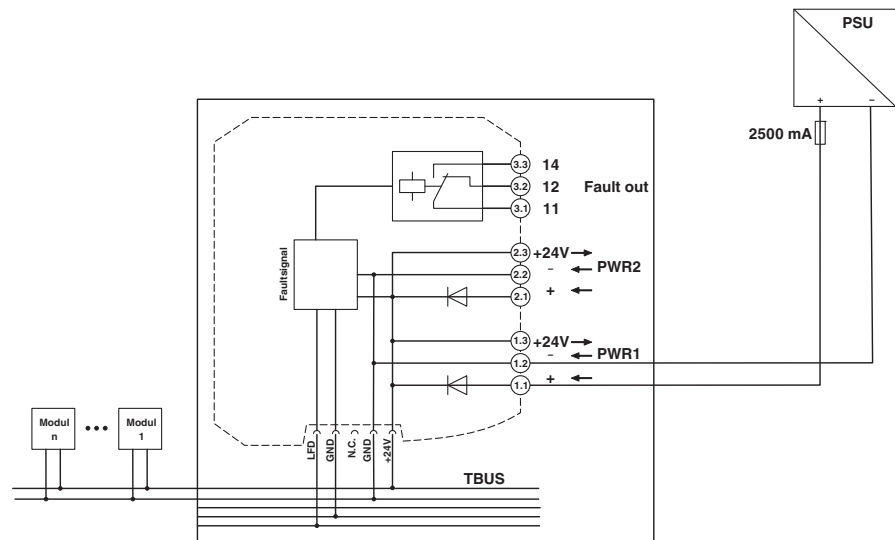 PSU
+ −
2500 mA
3.3 14
3.2 12 Fault out
3.1 11
Faultsignal
2.3 +24V
2.2 − PWR2
2.1 +
1.3 +24V
1.2 − PWR1
1.1 +
Modul
n
Modul
1
LFD
GND
N.C.
GND
+24V
TBUS